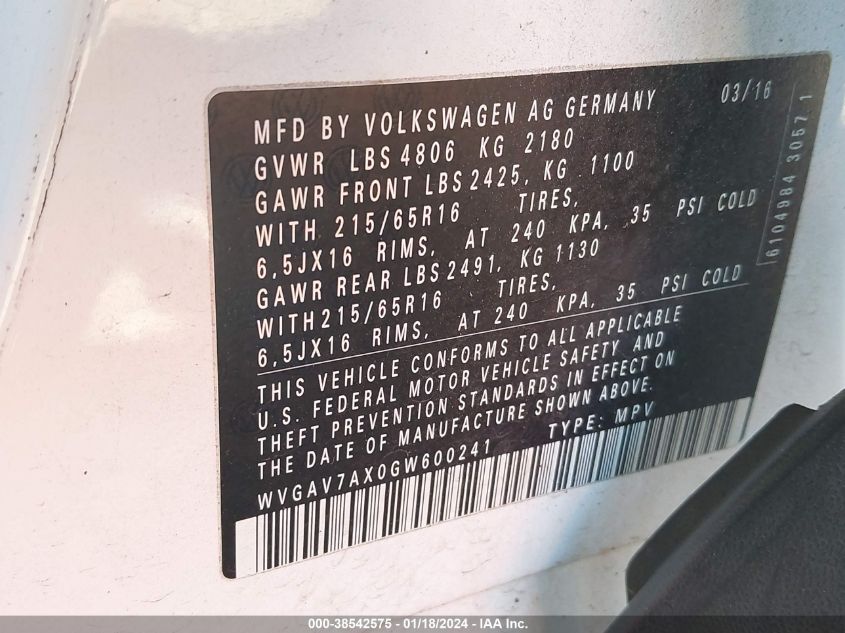 MFD BY VOLKSWAGEN AG GERMANY 03/16
GVWR LBS 4806 KG 2180
GAWR FRONT LBS 2425, KG 1100
WITH 215/65R16 TIRES,
6,5JX16 RIMS, AT 240 KPA, 35 PSI COLD
GAWR REAR LBS 2491, KG 1130
WITH 215/65R16 TIRES,
6,5JX16 RIMS, AT 240 KPA, 35 PSI COLD
THIS VEHICLE CONFORMS TO ALL APPLICABLE
U.S. FEDERAL MOTOR VEHICLE SAFETY AND
THEFT PREVENTION STANDARDS IN EFFECT ON
THE DATE OF MANUFACTURE SHOWN ABOVE.
WVGAV7AX0GW600241 TYPE: MPV
6104984 3057 1
000-38542575 | 01/18/2024 | IAA Inc.